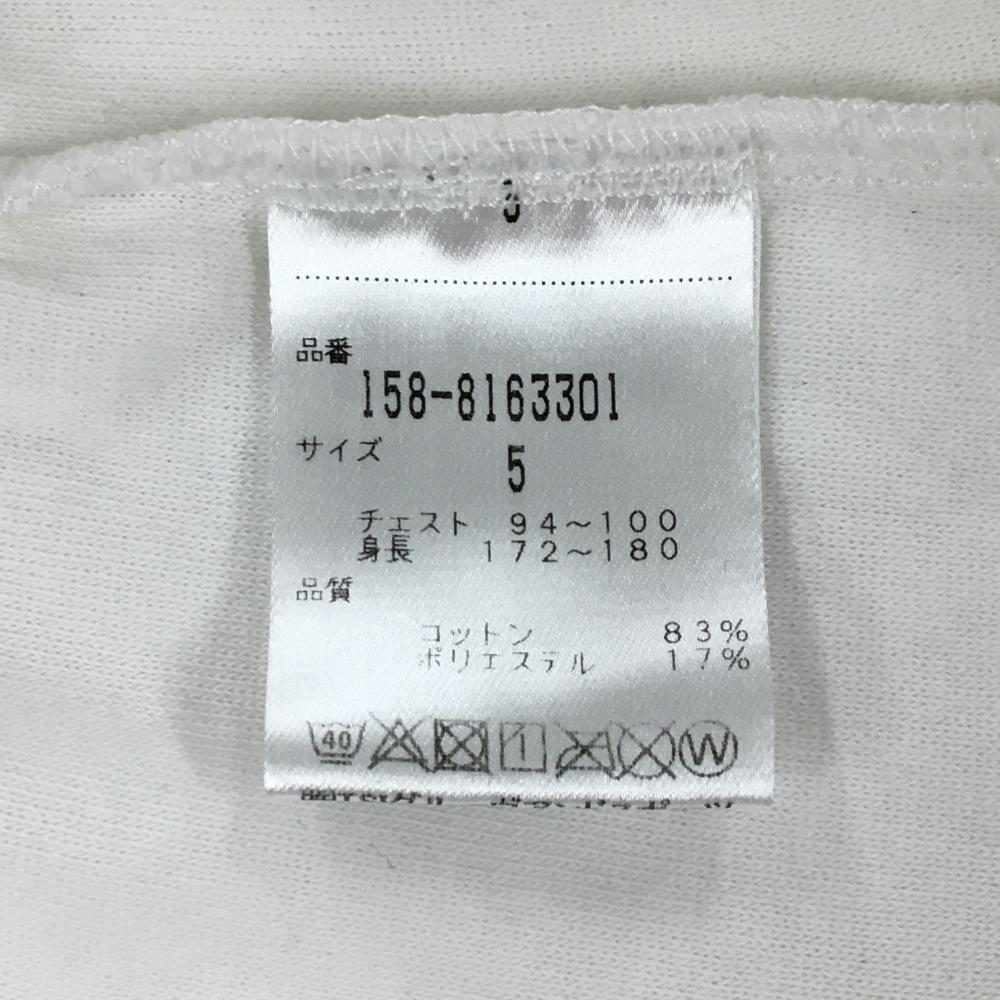 品番
158-8163301
サイズ
5
チェスト 94～100
身長 172～180
品質
コットン 83%
ポリエステル 17%
40 W